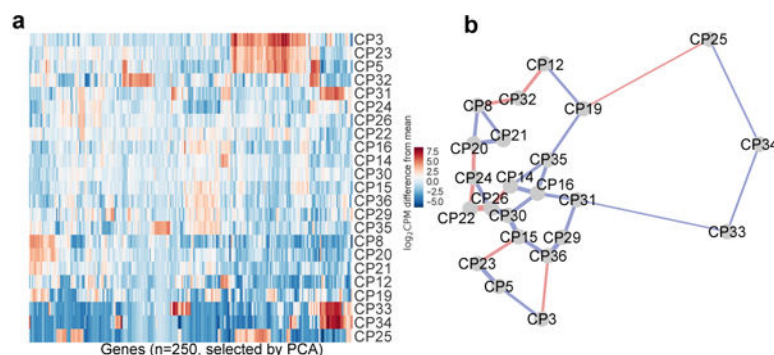 a
CP3
CP23
CP5
CP32
CP31
CP24
CP26
CP22
CP16
CP14
CP30
CP15
CP36
CP29
CP35
CP8
CP20
CP21
CP12
CP19
CP33
CP34
CP25
Genes (n=250, selected by PCA)
7.5
5.0
2.5
0.0
−2.5
−5.0
log₂CPM difference from mean
b
CP25
CP12
CP32
CP8
CP19
CP21
CP34
CP20
CP35
CP24
CP14
CP16
CP26
CP31
CP22
CP30
CP33
CP15
CP29
CP36
CP23
CP5
CP3